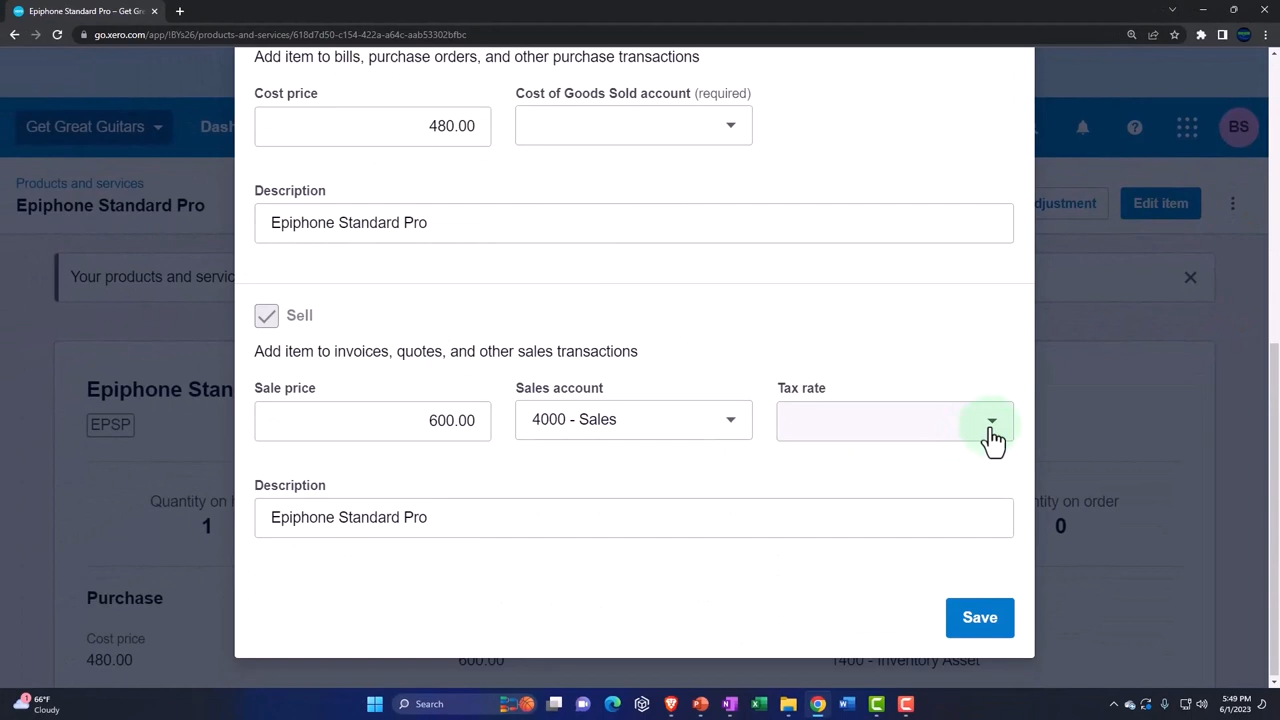 Epiphone Standard Pro – Get Gre
go.xero.com/app/!8Ys26/products-and-services/618d7d50-c154-422a-a64c-aab53302bfbc
Add item to bills, purchase orders, and other purchase transactions
Cost price
Cost of Goods Sold account (required)
480.00
Get Great Guitars
Dash
BS
Products and services
Epiphone Standard Pro
djustment
Edit item
Description
Epiphone Standard Pro
Your products and servic
Sell
Add item to invoices, quotes, and other sales transactions
Sale price
Sales account
Tax rate
600.00
4000 - Sales
Epiphone Stan
EPSP
Description
Epiphone Standard Pro
Quantity on h
1
ntity on order
0
Purchase
Save
Cost price
480.00
600.00
1400 - Inventory Asset
66°F
Cloudy
Search
5:49 PM
6/1/2023